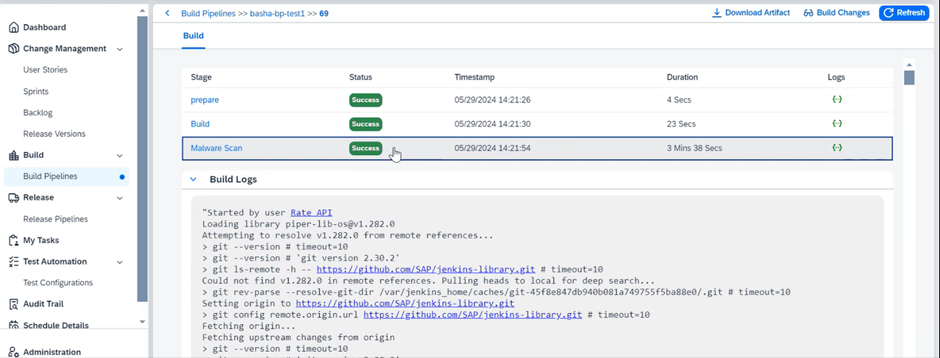 Dashboard
Change Management
User Stories
Sprints
Backlog
Release Versions
Build
Build Pipelines
Release
Release Pipelines
My Tasks
Test Automation
Test Configurations
Audit Trail
Schedule Details
Administration
Build Pipelines >> basha-bp-test1 >> 69
Download Artifact Build Changes Refresh
Build
Stage Status Timestamp Duration Logs
prepare Success 05/29/2024 14:21:26 4 Secs
Build Success 05/29/2024 14:21:30 23 Secs
Malware Scan Success 05/29/2024 14:21:54 3 Mins 38 Secs
Build Logs
"Started by user Rate API
Loading library piper-lib-os@v1.282.0
Attempting to resolve v1.282.0 from remote references...
> git --version # timeout=10
> git --version # 'git version 2.30.2'
> git ls-remote -h -- https://github.com/SAP/jenkins-library.git # timeout=10
Could not find v1.282.0 in remote references. Pulling heads to local for deep search...
> git rev-parse --resolve-git-dir /var/jenkins_home/caches/git-45f8e847db940b081a749755f5ba88e0/.git # timeout=10
Setting origin to https://github.com/SAP/jenkins-library.git
> git config remote.origin.url https://github.com/SAP/jenkins-library.git # timeout=10
Fetching origin...
Fetching upstream changes from origin
> git --version # timeout=10